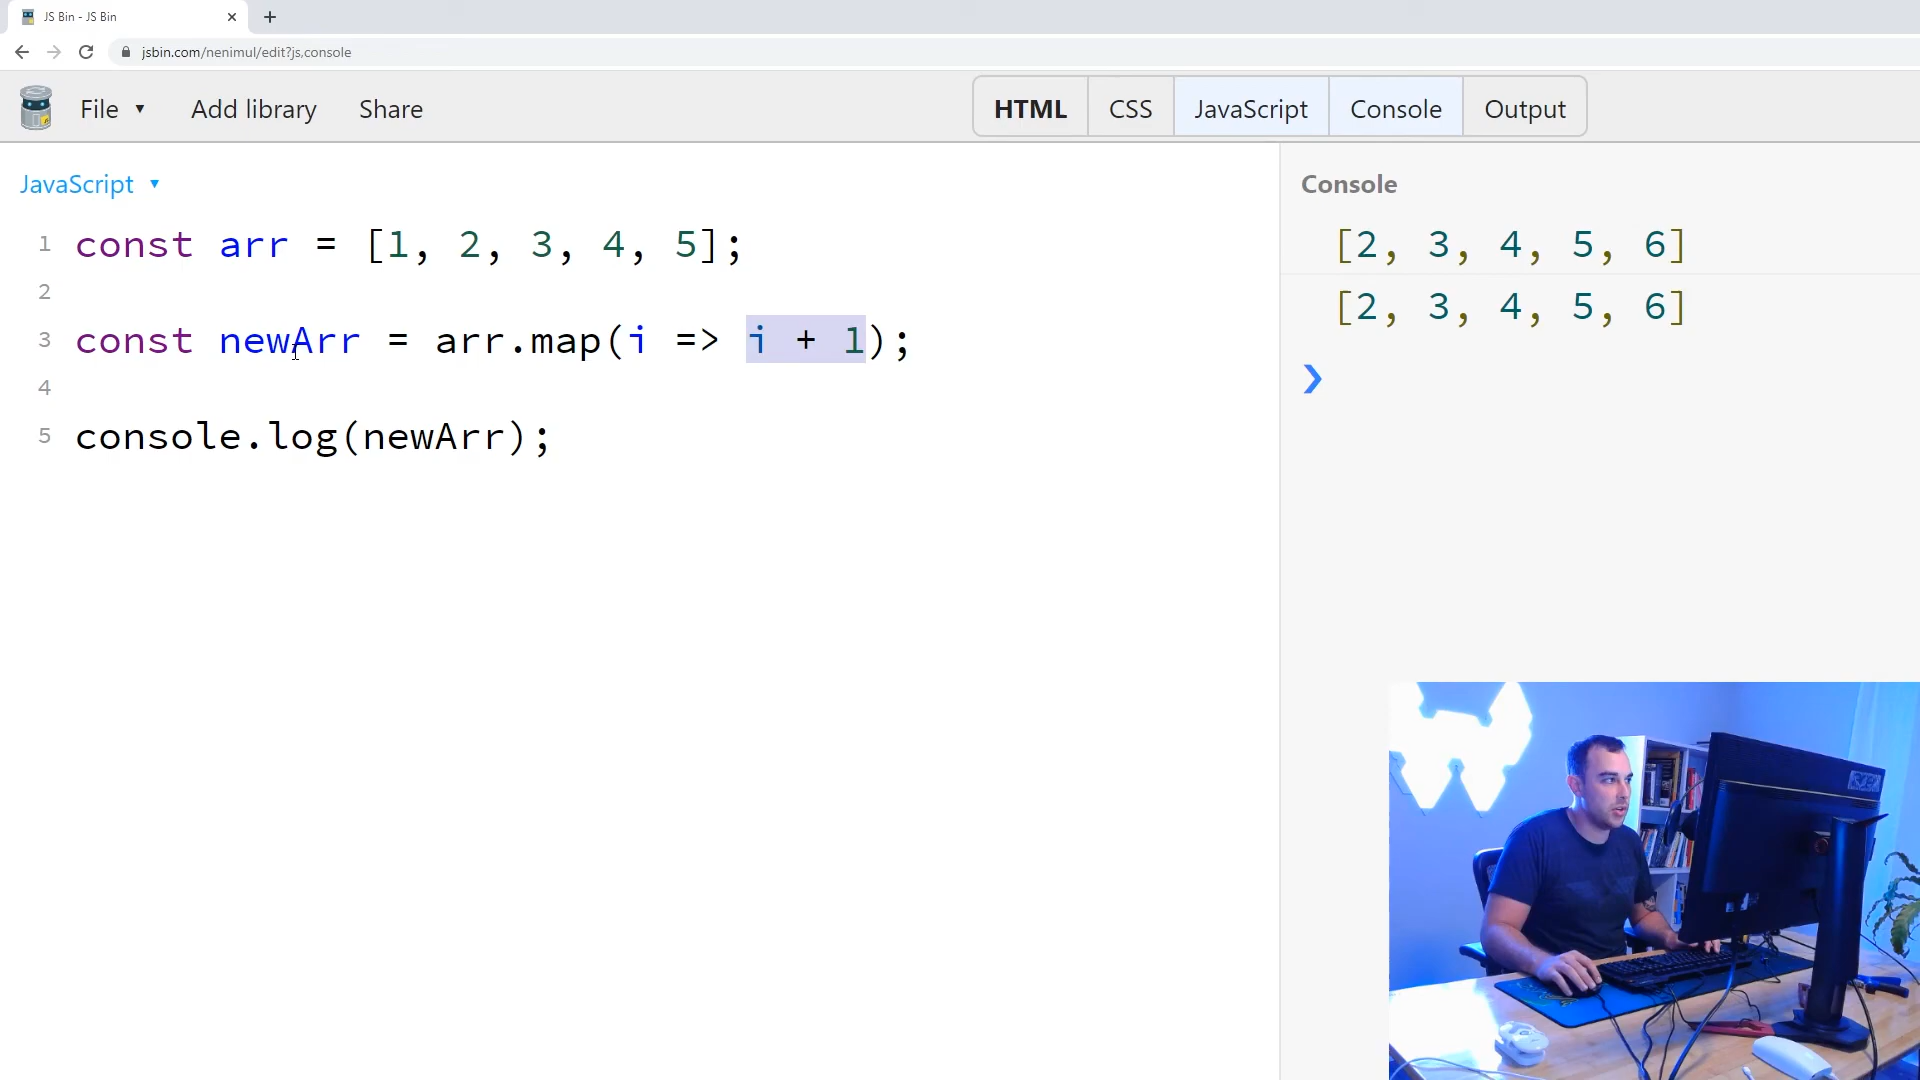 JS Bin - JS Bin
jsbin.com/nenimul/edit?js,console
File Add library Share HTML CSS JavaScript Console Output
JavaScript
1 const arr = [1, 2, 3, 4, 5];
2
3 const newArr = arr.map(i => i + 1);
4
5 console.log(newArr);
Console
[2, 3, 4, 5, 6]
[2, 3, 4, 5, 6]